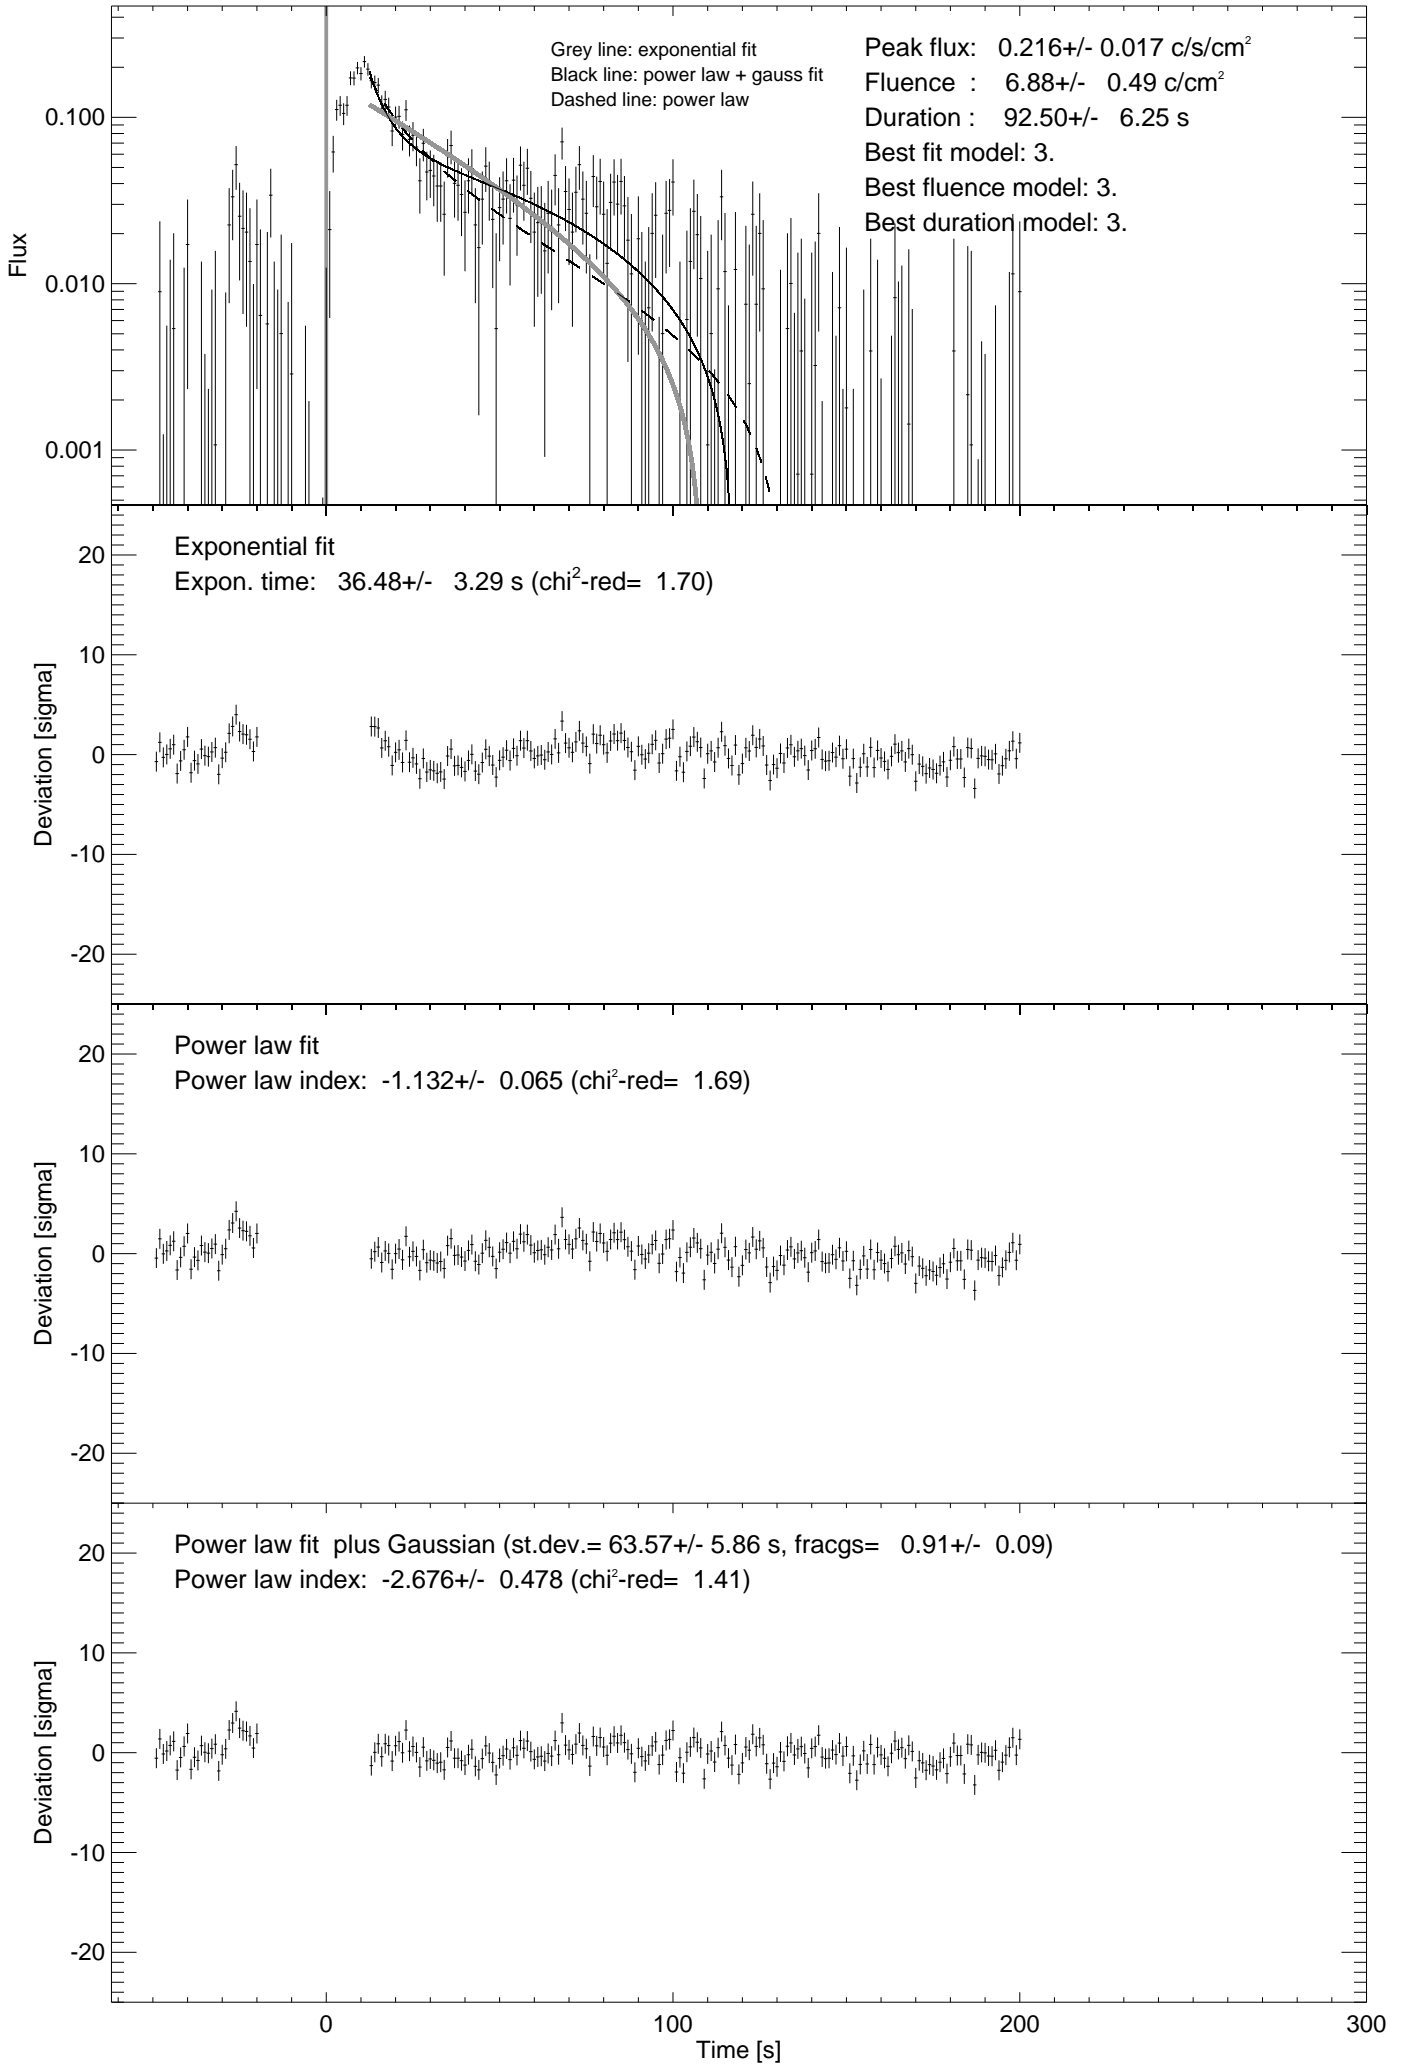 Grey line: exponential fit
Black line: power law + gauss fit
Dashed line: power law
Peak flux: 0.216+/- 0.017 c/s/cm²
Fluence : 6.88+/- 0.49 c/cm²
Duration : 92.50+/- 6.25 s
Best fit model: 3.
Best fluence model: 3.
Best duration model: 3.
Flux
0.100
0.010
0.001
Exponential fit
Expon. time: 36.48+/- 3.29 s (chi²-red= 1.70)
Deviation [sigma]
20
10
0
-10
-20
Power law fit
Power law index: -1.132+/- 0.065 (chi²-red= 1.69)
Deviation [sigma]
20
10
0
-10
-20
Power law fit plus Gaussian (st.dev.= 63.57+/- 5.86 s, fracgs= 0.91+/- 0.09)
Power law index: -2.676+/- 0.478 (chi²-red= 1.41)
Deviation [sigma]
20
10
0
-10
-20
0 100 200 300
Time [s]